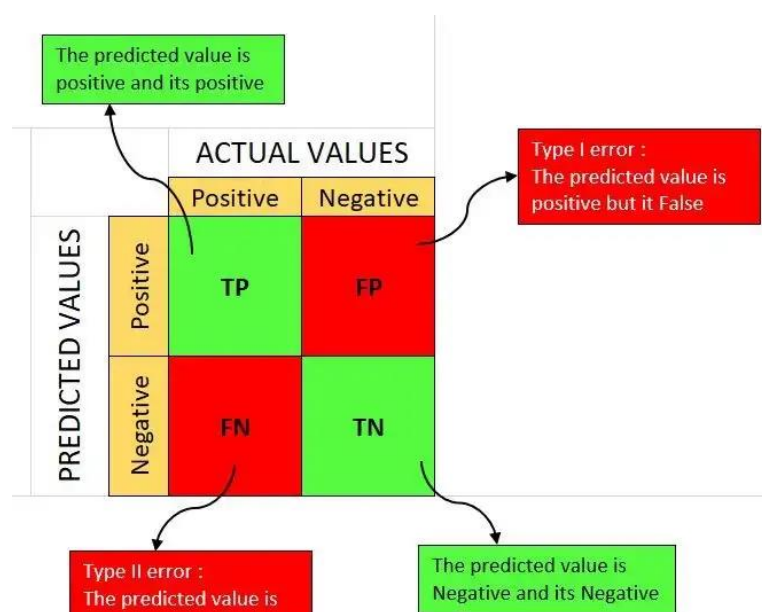 The predicted value is
positive and its positive
ACTUAL VALUES
Type I error :
The predicted value is
positive but it False
Positive Negative
PREDICTED VALUES
Positive
TP FP
Negative
FN TN
Type II error :
The predicted value is
The predicted value is
Negative and its Negative